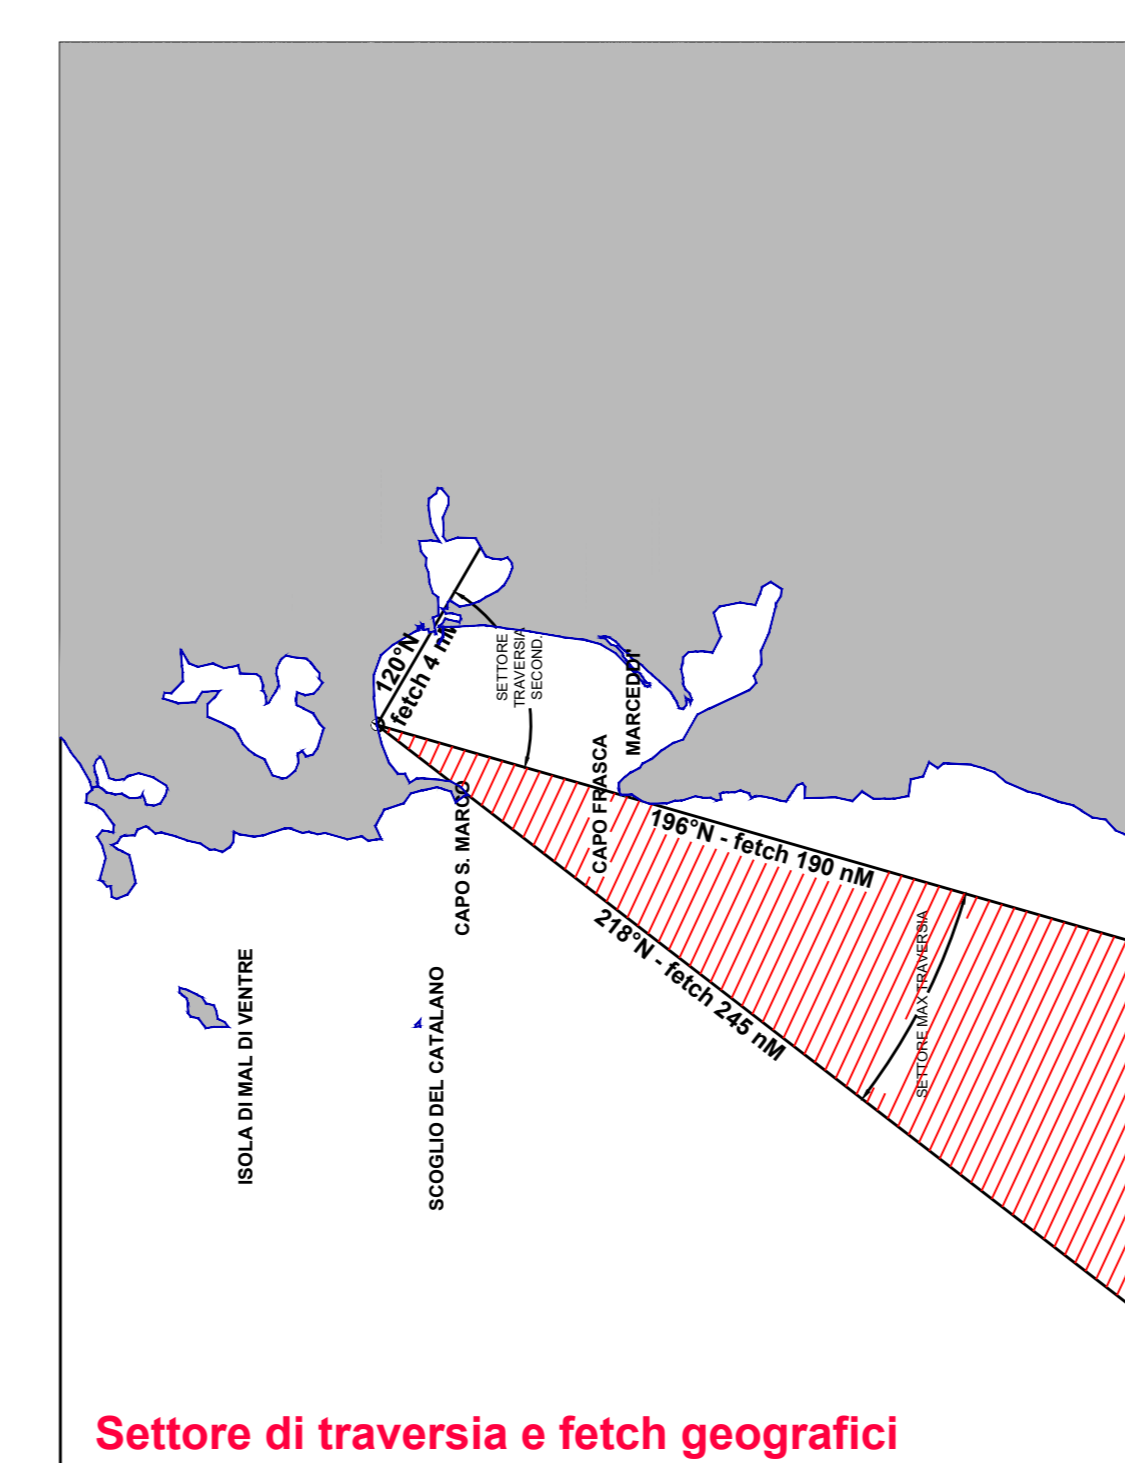 120°N
fetch 4 nM
SETTORE
TRAVERSIA
SECOND.
MARCEDDI'
CAPO FRASCA
CAPO S. MARCO
196°N - fetch 190 nM
218°N - fetch 245 nM
SETTORE MAX TRAVERSIA
ISOLA DI MAL DI VENTRE
SCOGLIO DEL CATALANO
Settore di traversia e fetch geografici